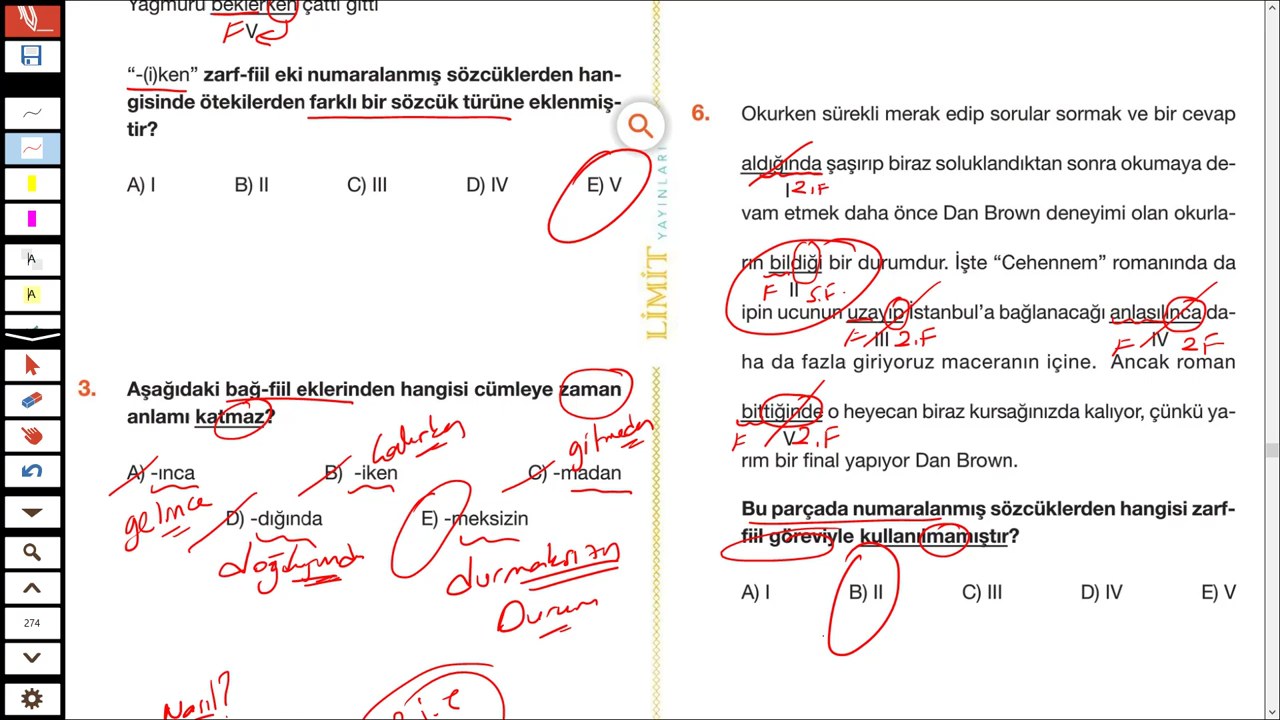 Yağmuru beklerken çattı gitti
F V
“-(i)ken” zarf-fiil eki numaralanmış sözcüklerden han-
gisinde ötekilerden farklı bir sözcük türüne eklenmiş-
tir?
A) I B) II C) III D) IV E) V
3. Aşağıdaki bağ-fiil eklerinden hangisi cümleye zaman
anlamı katmaz?
gitmeden
A) -ınca B) -iken C) -madan
gelince
D) -dığında E) -meksizin
doğduğunda
durmaksızın
Durum
Nasıl?
LİMİT YAYINLARI
6. Okurken sürekli merak edip sorular sormak ve bir cevap
aldığında şaşırıp biraz soluklandıktan sonra okumaya de-
I Z.F
vam etmek daha önce Dan Brown deneyimi olan okurla-
rın bildiği bir durumdur. İşte “Cehennem” romanında da
F II S.F.
ipin ucunun uzayıp İstanbul’a bağlanacağı anlaşılınca da-
F III Z.F F IV Z F
ha da fazla giriyoruz maceranın içine. Ancak roman
bittiğinde o heyecan biraz kursağınızda kalıyor, çünkü ya-
F V Z.F
rım bir final yapıyor Dan Brown.
Bu parçada numaralanmış sözcüklerden hangisi zarf-
fiil göreviyle kullanılmamıştır?
A) I B) II C) III D) IV E) V
A
A
274